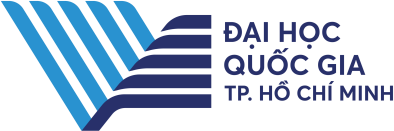 ĐẠI HỌC
QUỐC GIA
TP. HỒ CHÍ MINH